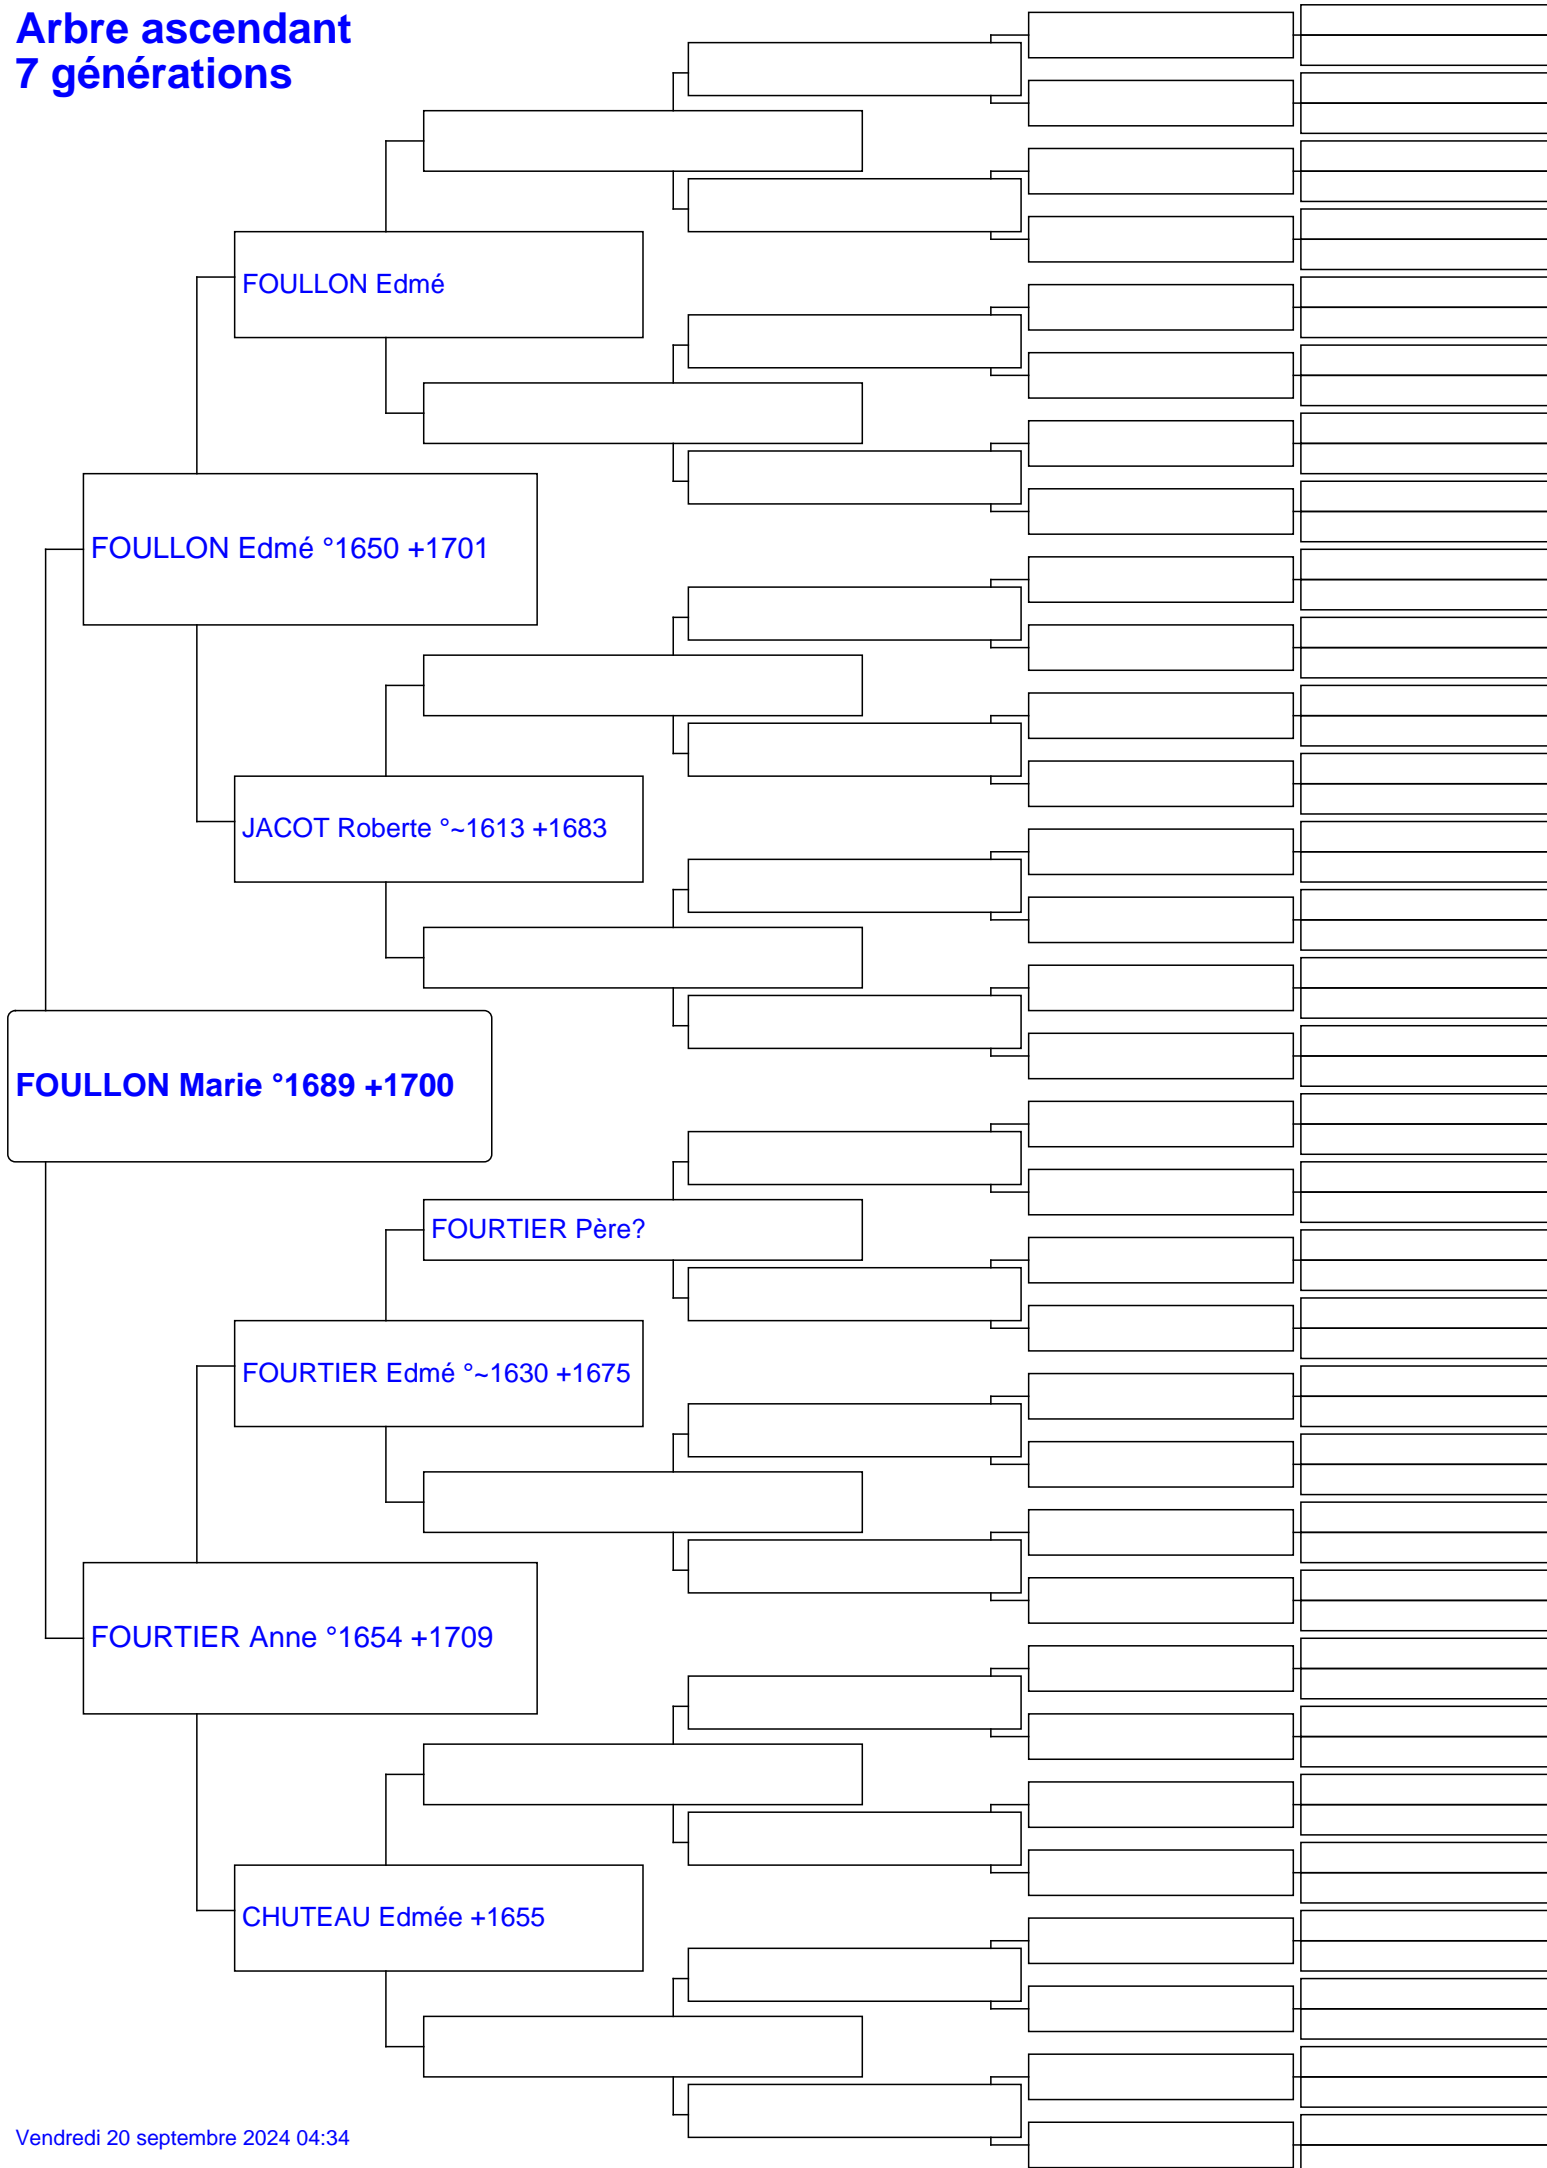 Arbre ascendant
7 générations
FOULLON Edmé
FOULLON Edmé °1650 +1701
JACOT Roberte °~1613 +1683
FOULLON Marie °1689 +1700
FOURTIER Père?
FOURTIER Edmé °~1630 +1675
FOURTIER Anne °1654 +1709
CHUTEAU Edmée +1655
Vendredi 20 septembre 2024 04:34